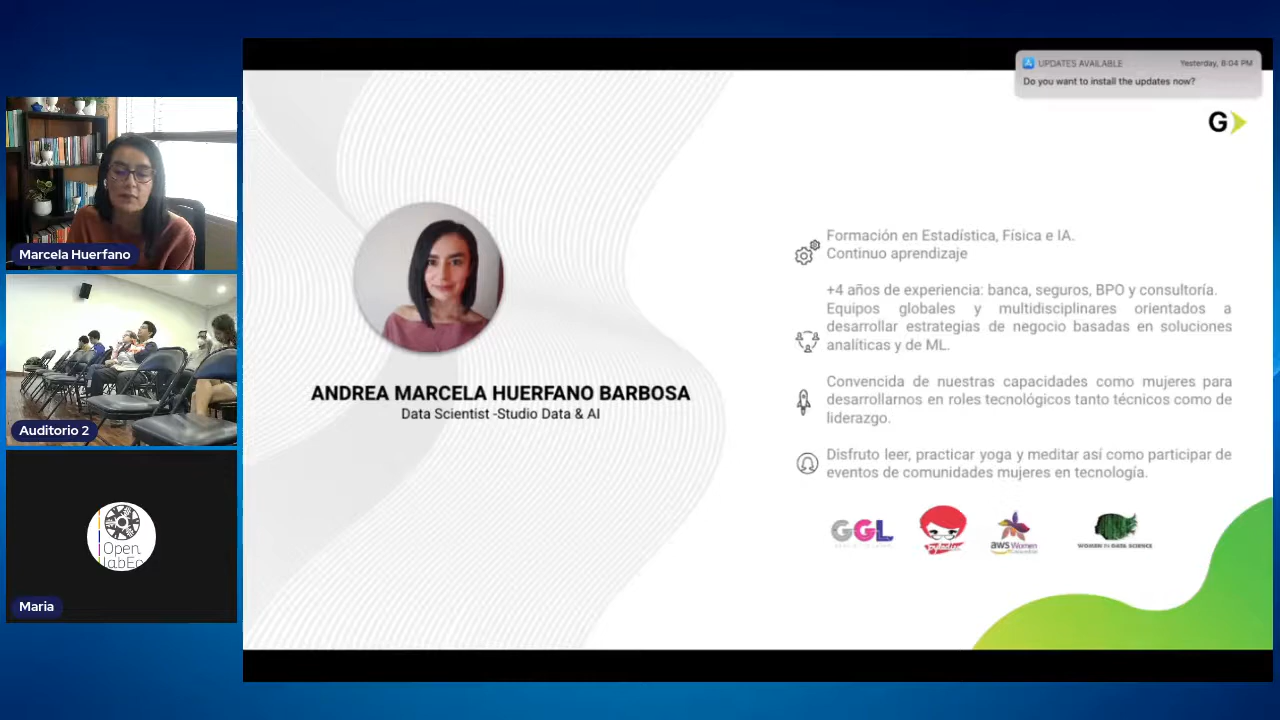 UPDATES AVAILABLE
Yesterday, 8:04 PM
Do you want to install the updates now?
G
Marcela Huerfano
Auditorio 2
Open
labEc
Maria
ANDREA MARCELA HUERFANO BARBOSA
Data Scientist -Studio Data & AI
Formación en Estadística, Física e IA.
Continuo aprendizaje
+4 años de experiencia: banca, seguros, BPO y consultoría.
Equipos globales y multidisciplinares orientados a
desarrollar estrategias de negocio basadas en soluciones
analíticas y de ML.
Convencida de nuestras capacidades como mujeres para
desarrollarnos en roles tecnológicos tanto técnicos como de
liderazgo.
Disfruto leer, practicar yoga y meditar así como participar de
eventos de comunidades mujeres en tecnología.
GGL
Pyladies
aws Women
WOMEN IN DATA SCIENCE